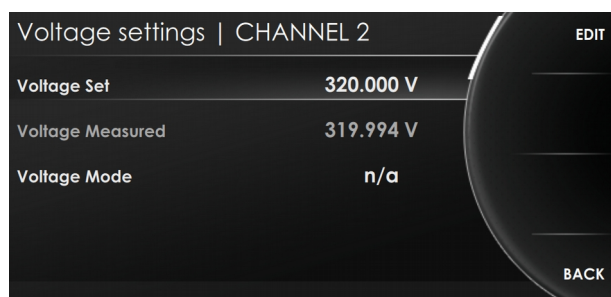 Voltage settings | CHANNEL 2
EDIT
Voltage Set 320.000 V
Voltage Measured 319.994 V
Voltage Mode n/a
BACK